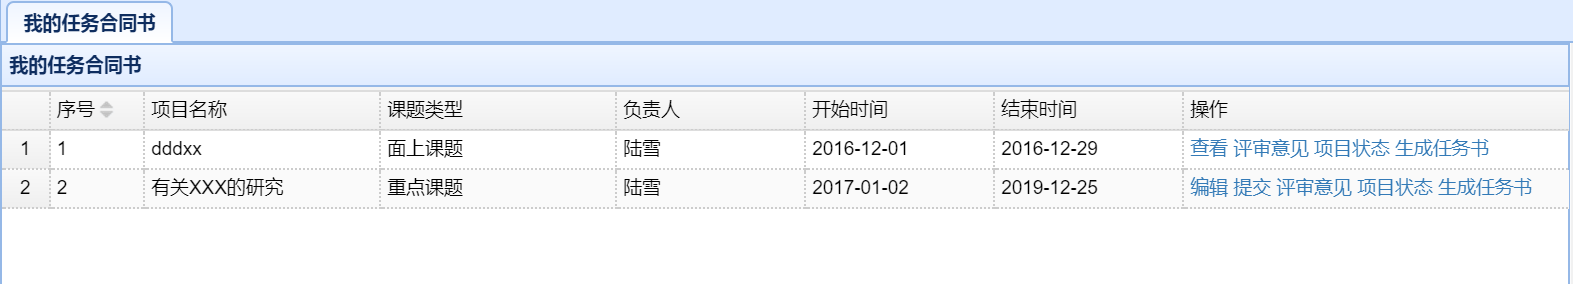 我的任务合同书
我的任务合同书
序号 项目名称 课题类型 负责人 开始时间 结束时间 操作
1 1 dddxx 面上课题 陆雪 2016-12-01 2016-12-29 查看 评审意见 项目状态 生成任务书
2 2 有关XXX的研究 重点课题 陆雪 2017-01-02 2019-12-25 编辑 提交 评审意见 项目状态 生成任务书